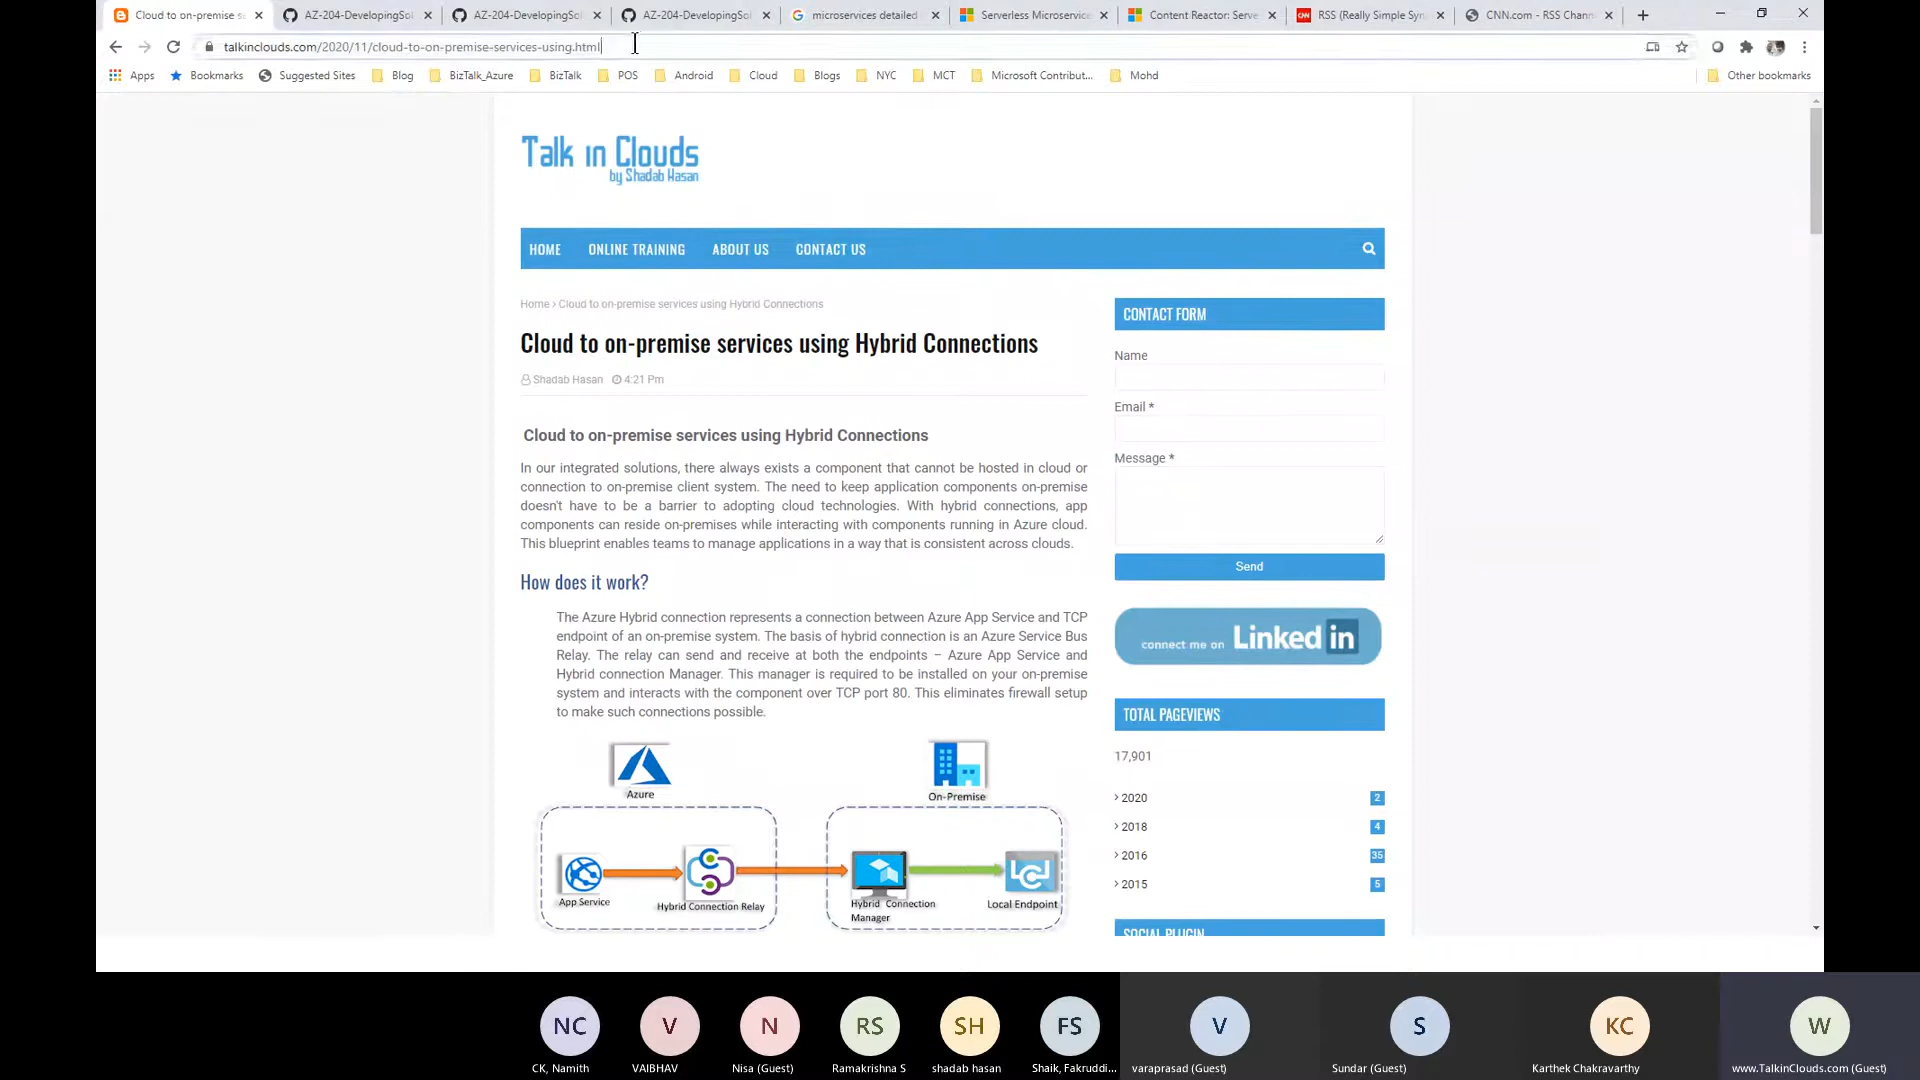 Cloud to on-premise s
AZ-204-DevelopingSol
AZ-204-DevelopingSol
AZ-204-DevelopingSol
microservices detailed
Serverless Microservice
Content Reactor: Serve
CNN
RSS (Really Simple Syn
CNN.com - RSS Chann
talkinclouds.com/2020/11/cloud-to-on-premise-services-using.html
Apps
Bookmarks
Suggested Sites
Blog
BizTalk_Azure
BizTalk
POS
Android
Cloud
Blogs
NYC
MCT
Microsoft Contribut...
Mohd
Other bookmarks
Talk in Clouds
by Shadab Hasan
HOME
ONLINE TRAINING
ABOUT US
CONTACT US
Home › Cloud to on-premise services using Hybrid Connections
Cloud to on-premise services using Hybrid Connections
Shadab Hasan 4:21 Pm
Cloud to on-premise services using Hybrid Connections
In our integrated solutions, there always exists a component that cannot be hosted in cloud or
connection to on-premise client system. The need to keep application components on-premise
doesn't have to be a barrier to adopting cloud technologies. With hybrid connections, app
components can reside on-premises while interacting with components running in Azure cloud.
This blueprint enables teams to manage applications in a way that is consistent across clouds.
How does it work?
The Azure Hybrid connection represents a connection between Azure App Service and TCP
endpoint of an on-premise system. The basis of hybrid connection is an Azure Service Bus
Relay. The relay can send and receive at both the endpoints – Azure App Service and
Hybrid connection Manager. This manager is required to be installed on your on-premise
system and interacts with the component over TCP port 80. This eliminates firewall setup
to make such connections possible.
Azure
On-Premise
App Service
Hybrid Connection Relay
Hybrid Connection
Manager
Local Endpoint
CONTACT FORM
Name
Email *
Message *
Send
connect me on Linked in
TOTAL PAGEVIEWS
17,901
› 2020 2
› 2018 4
› 2016 35
› 2015 5
SOCIAL PLUGIN
NC
V
N
RS
SH
FS
V
S
KC
W
CK, Namith
VAIBHAV
Nisa (Guest)
Ramakrishna S
shadab hasan
Shaik, Fakruddi...
varaprasad (Guest)
Sundar (Guest)
Karthek Chakravarthy
www.TalkinClouds.com (Guest)